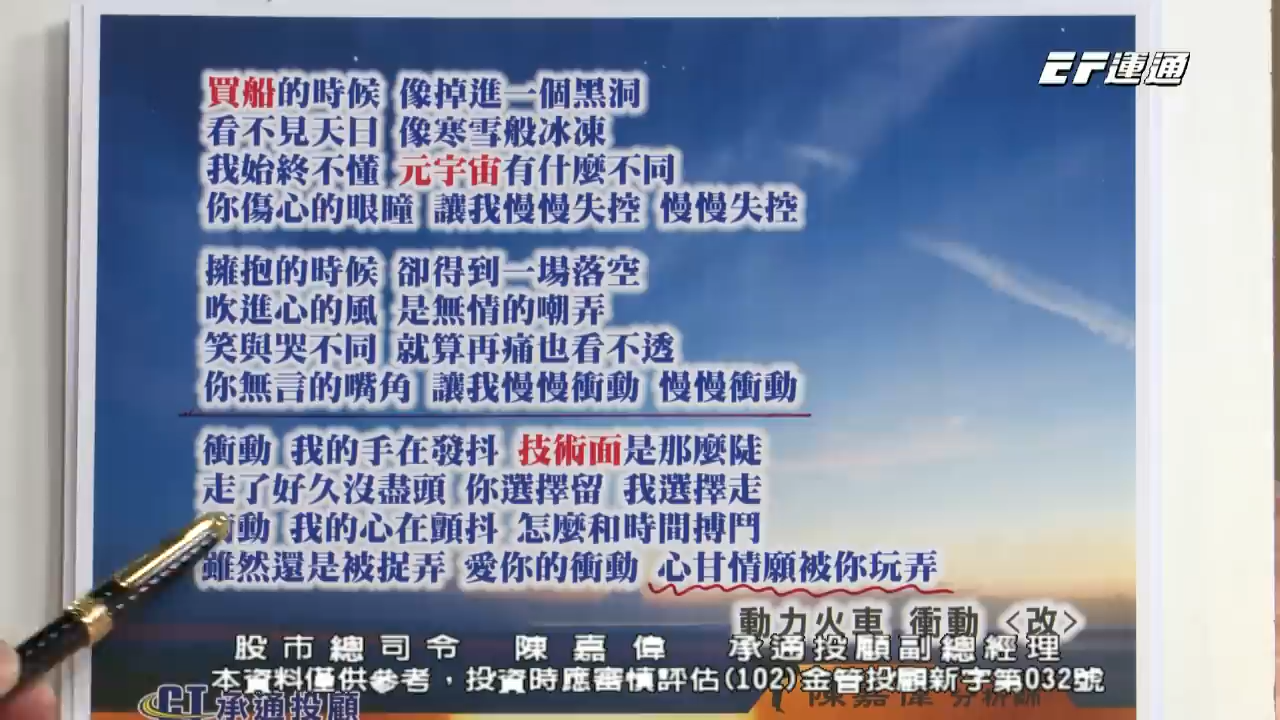 EF運通
買船的時候 像掉進一個黑洞
看不見天日 像寒雪般冰凍
我始終不懂 元宇宙有什麼不同
你傷心的眼瞳 讓我慢慢失控 慢慢失控
擁抱的時候 卻得到一場落空
吹進心的風 是無情的嘲弄
笑與哭不同 就算再痛也看不透
你無言的嘴角 讓我慢慢衝動 慢慢衝動
衝動 我的手在發抖 技術面是那麼陡
走了好久沒盡頭 你選擇留 我選擇走
衝動 我的心在顫抖 怎麼和時間搏鬥
雖然還是被捉弄 愛你的衝動 心甘情願被你玩弄
動力火車 衝動 <改>
股市總司令 陳嘉偉 承通投顧副總經理
本資料僅供參考，投資時應審慎評估(102)金管投顧新字第032號
CT承通投顧
陳嘉偉 分析師